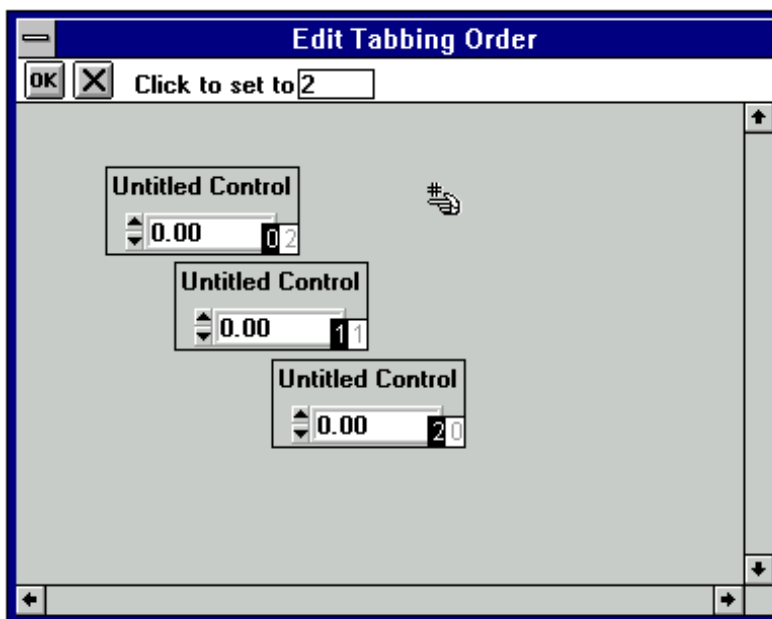 Edit Tabbing Order
OK Click to set to 2
#
Untitled Control
0.00 0 2
Untitled Control
0.00 1 1
Untitled Control
0.00 2 0